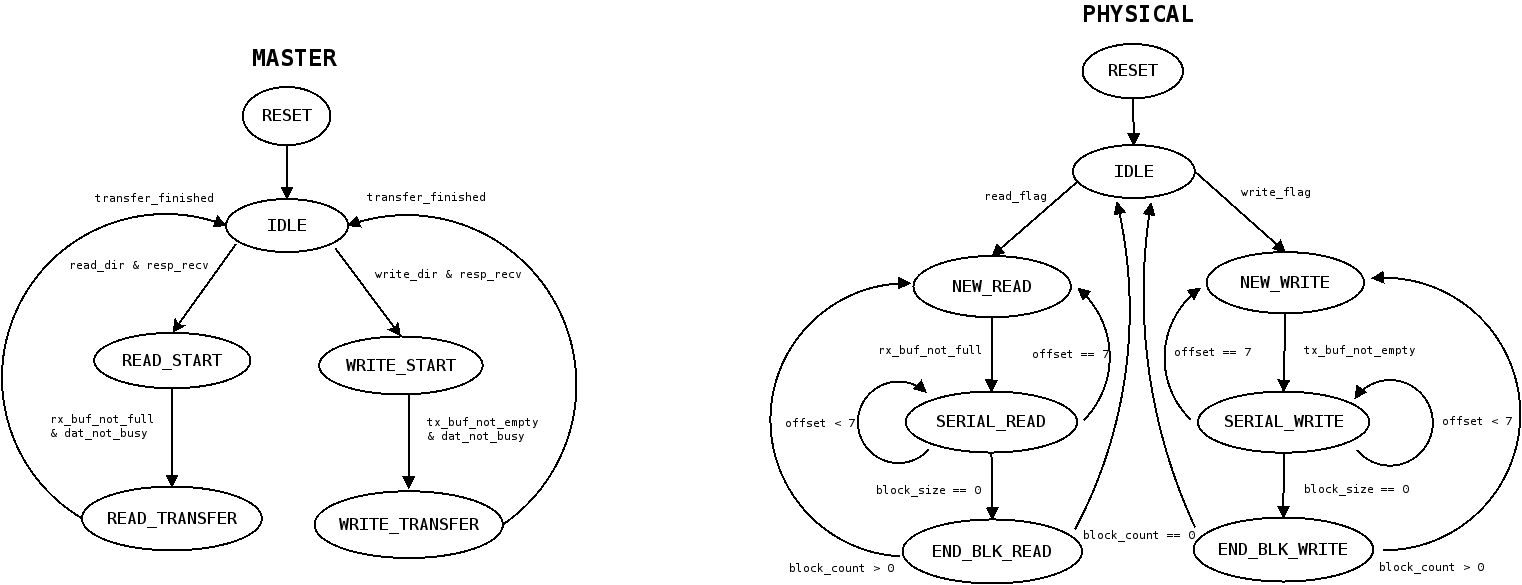 MASTER
RESET
transfer_finished
transfer_finished
IDLE
read_dir & resp_recv
write_dir & resp_recv
READ_START
WRITE_START
rx_buf_not_full
& dat_not_busy
tx_buf_not_empty
& dat_not_busy
READ_TRANSFER
WRITE_TRANSFER
PHYSICAL
RESET
IDLE
read_flag
write_flag
NEW_READ
NEW_WRITE
rx_buf_not_full
offset == 7
offset == 7
tx_buf_not_empty
offset < 7
SERIAL_READ
SERIAL_WRITE
offset < 7
block_size == 0
block_size == 0
END_BLK_READ
block_count == 0
END_BLK_WRITE
block_count > 0
block_count > 0